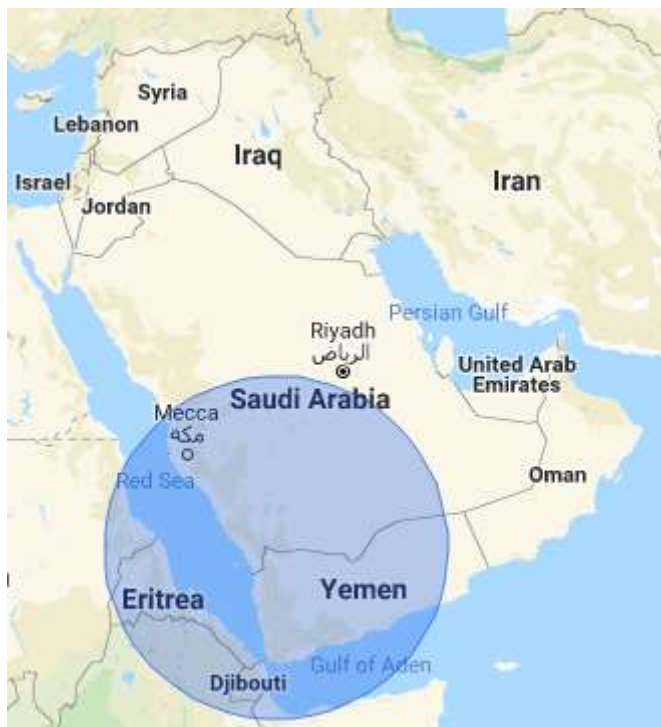 Syria
Lebanon
Iraq
Israel
Iran
Jordan
Persian Gulf
Riyadh
الرياض
United Arab
Emirates
Saudi Arabia
Mecca
مكة
Oman
Red Sea
Yemen
Eritrea
Gulf of Aden
Djibouti